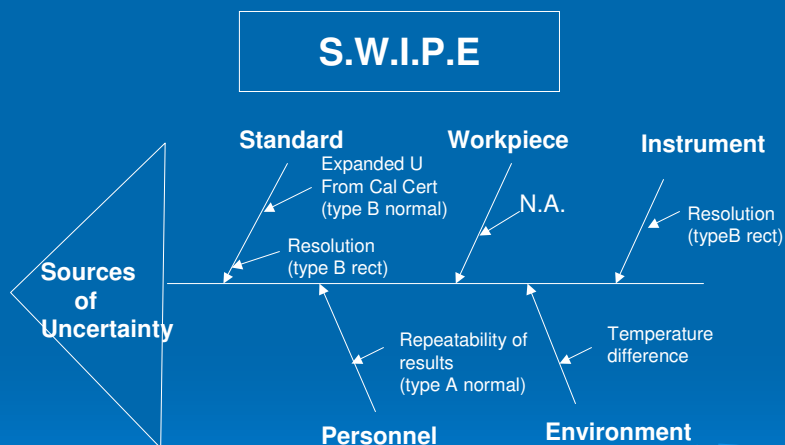 S.W.I.P.E
Standard
Workpiece
Instrument
Expanded U
From Cal Cert
(type B normal)
N.A.
Resolution
(typeB rect)
Resolution
(type B rect)
Sources
of
Uncertainty
Repeatability of
results
(type A normal)
Temperature
difference
Personnel
Environment